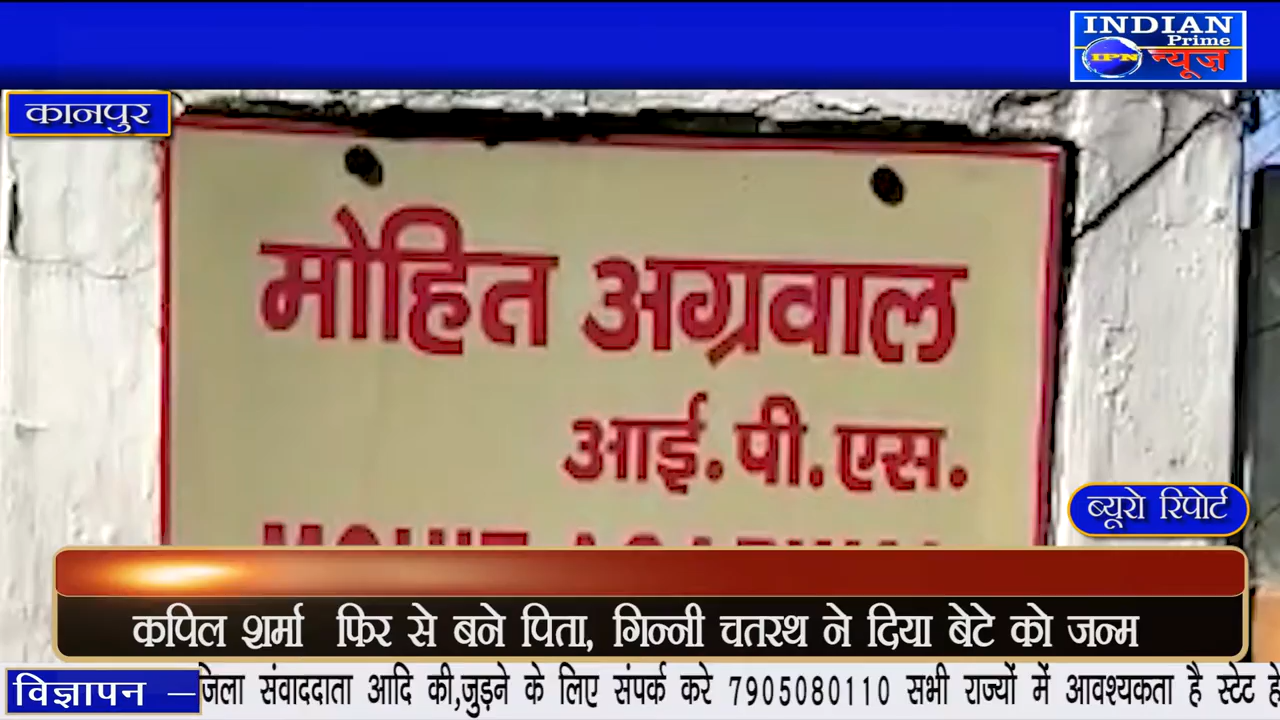 INDIAN
Prime
IPN न्यूज़
कानपुर
मोहित अग्रवाल
आई.पी.एस.
ब्यूरो रिपोर्ट
कपिल शर्मा फिर से बने पिता, गिन्नी चतरथ ने दिया बेटे को जन्म
विज्ञापन – जिला संवाददाता आदि की,जुड़ने के लिए संपर्क करे 7905080110 सभी राज्यों में आवश्यकता है स्टेट